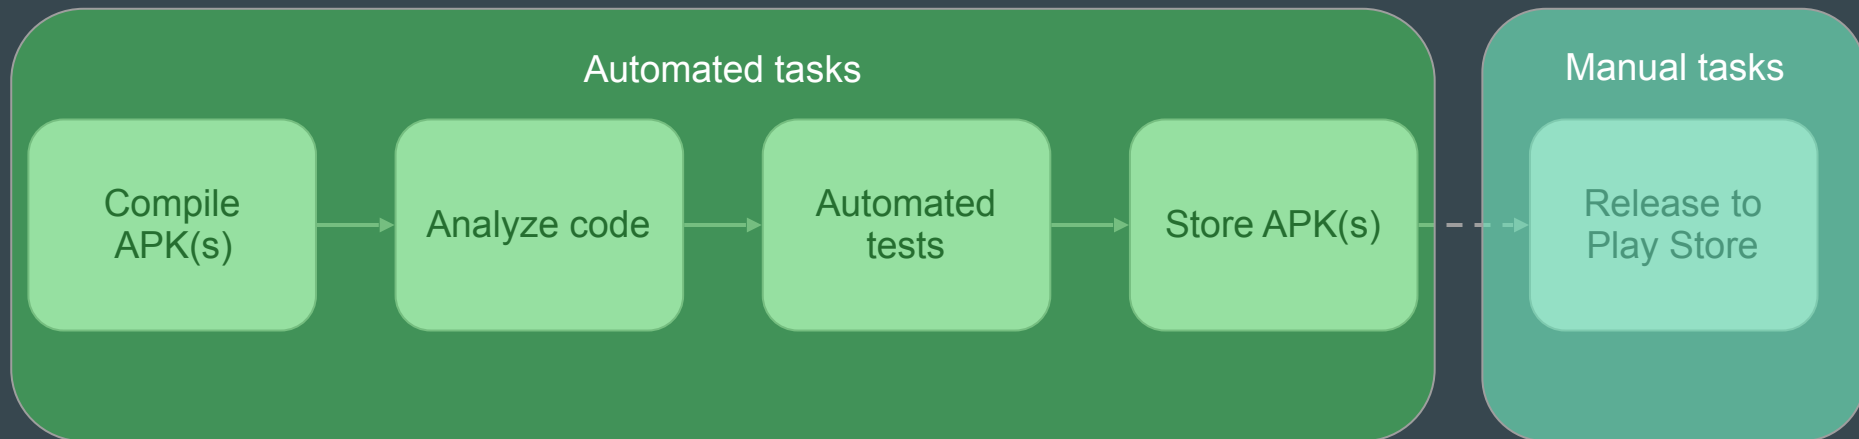 Automated tasks
Manual tasks
Compile
APK(s)
Analyze code
Automated
tests
Store APK(s)
Release to
Play Store